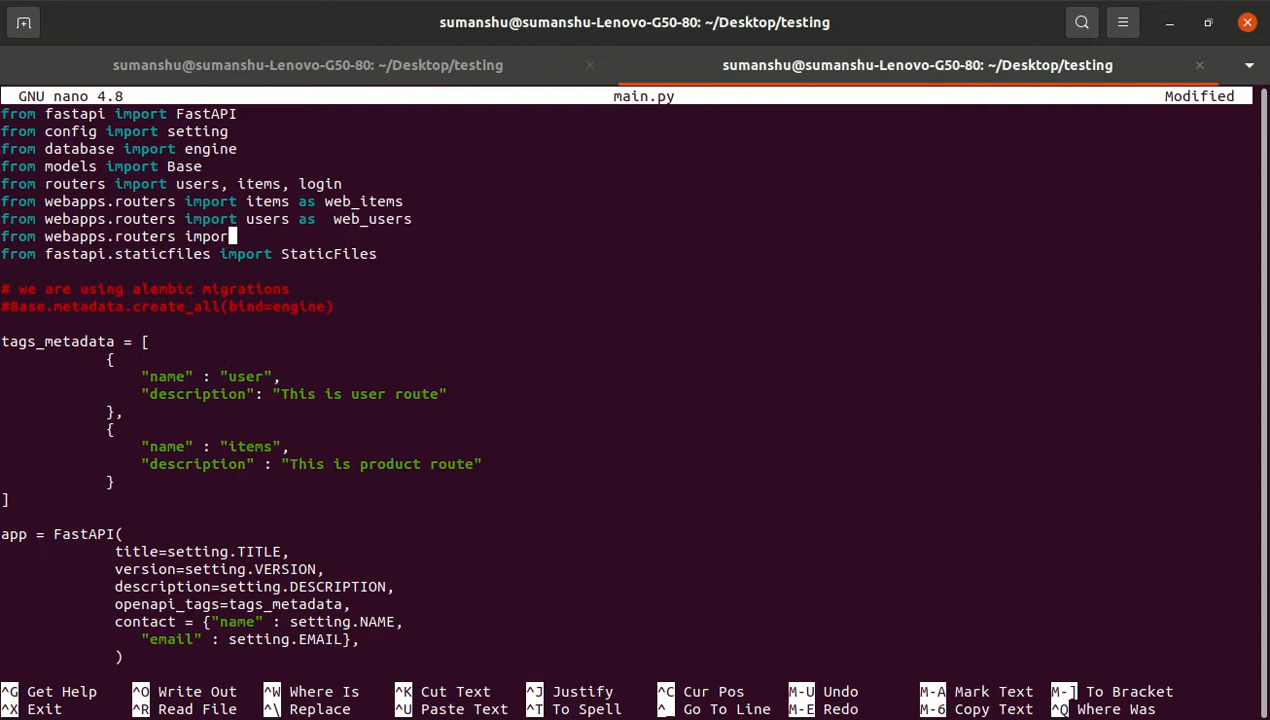 sumanshu@sumanshu-Lenovo-G50-80: ~/Desktop/testing
sumanshu@sumanshu-Lenovo-G50-80: ~/Desktop/testing
sumanshu@sumanshu-Lenovo-G50-80: ~/Desktop/testing
GNU nano 4.8 main.py Modified
from fastapi import FastAPI
from config import setting
from database import engine
from models import Base
from routers import users, items, login
from webapps.routers import items as web_items
from webapps.routers import users as  web_users
from webapps.routers impor
from fastapi.staticfiles import StaticFiles
# we are using alembic migrations
#Base.metadata.create_all(bind=engine)
tags_metadata = [
{
"name" : "user",
"description": "This is user route"
},
{
"name" : "items",
"description" : "This is product route"
}
]
app = FastAPI(
title=setting.TITLE,
version=setting.VERSION,
description=setting.DESCRIPTION,
openapi_tags=tags_metadata,
contact = {"name" : setting.NAME,
"email" : setting.EMAIL},
)
^G Get Help ^O Write Out ^W Where Is ^K Cut Text ^J Justify ^C Cur Pos M-U Undo M-A Mark Text M-] To Bracket
^X Exit ^R Read File ^\ Replace ^U Paste Text ^T To Spell ^_ Go To Line M-E Redo M-6 Copy Text ^Q Where Was